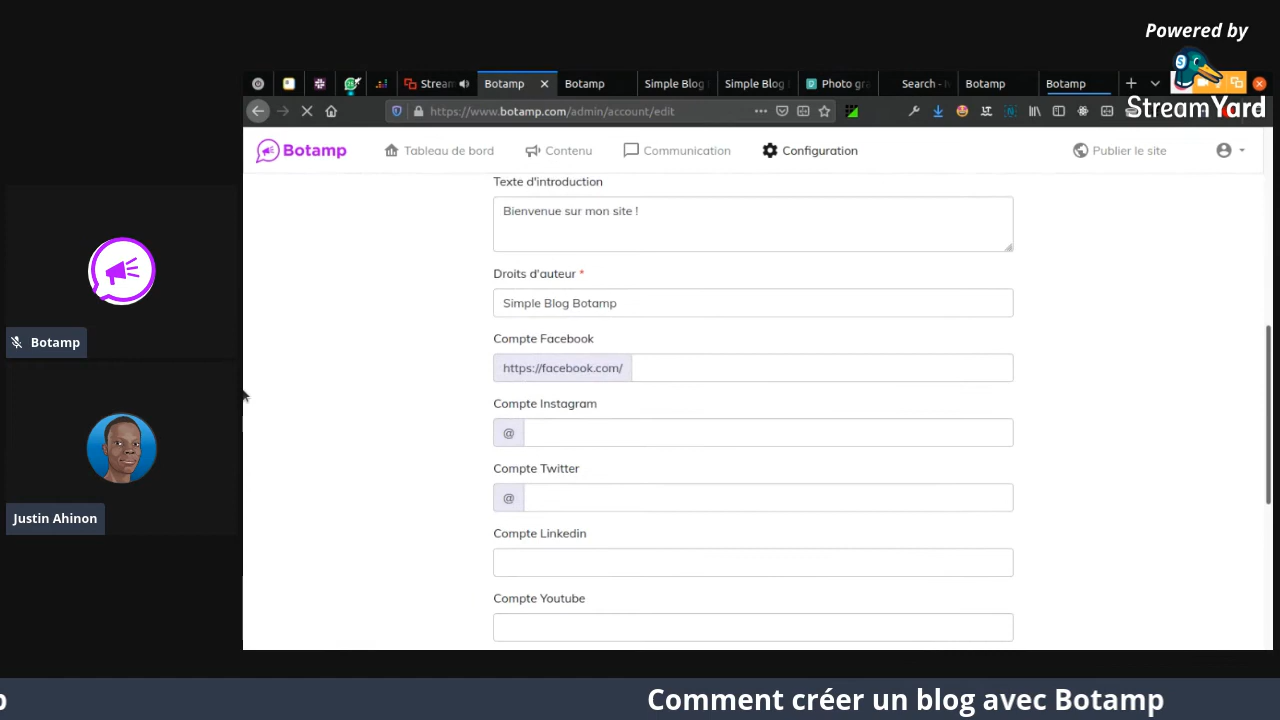 Powered by
StreamYard
Stream
Botamp
Botamp
Simple Blog
Simple Blog
Photo gr
Search - h
Botamp
Botamp
https://www.botamp.com/admin/account/edit
Botamp
Tableau de bord
Contenu
Communication
Configuration
Publier le site
Texte d'introduction
Bienvenue sur mon site !
Droits d'auteur *
Simple Blog Botamp
Compte Facebook
https://facebook.com/
Compte Instagram
@
Compte Twitter
@
Compte Linkedin
Compte Youtube
Botamp
Justin Ahinon
p
Comment créer un blog avec Botamp